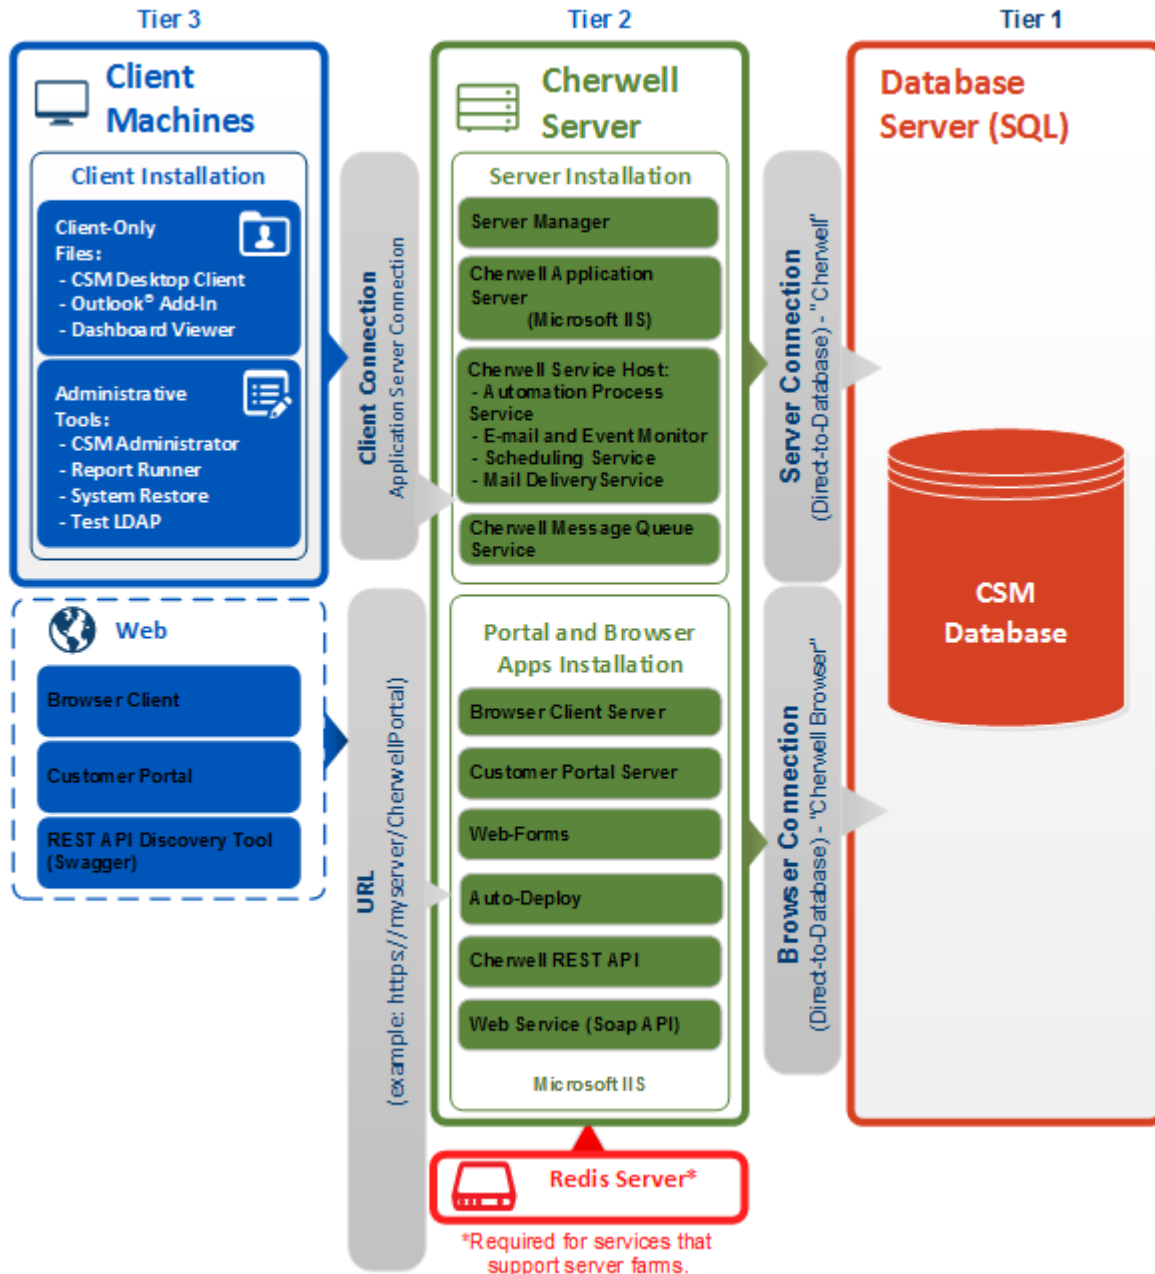 Tier 3
Tier 2
Tier 1
Client
Machines
Client Installation
Client-Only
Files:
- CSM Desktop Client
- Outlook® Add-In
- Dashboard Viewer
Administrative
Tools:
- CSM Administrator
- Report Runner
- System Restore
- Test LDAP
Web
Browser Client
Customer Portal
REST API Discovery Tool
(Swagger)
Client Connection
Application Server Connection
URL
(example: https://myserver/CherwellPortal)
Cherwell
Server
Server Installation
Server Manager
Cherwell Application
Server
(Microsoft IIS)
Cherwell Service Host:
- Automation Process
Service
- E-mail and Event Monitor
- Scheduling Service
- Mail Delivery Service
Cherwell Message Queue
Service
Portal and Browser
Apps Installation
Browser Client Server
Customer Portal Server
Web-Forms
Auto-Deploy
Cherwell REST API
Web Service (Soap API)
Microsoft IIS
Redis Server*
*Required for services that
support server farms.
Server Connection
(Direct-to-Database) - "Cherwell"
Browser Connection
(Direct-to-Database) - "Cherwell Browser"
Database
Server (SQL)
CSM
Database